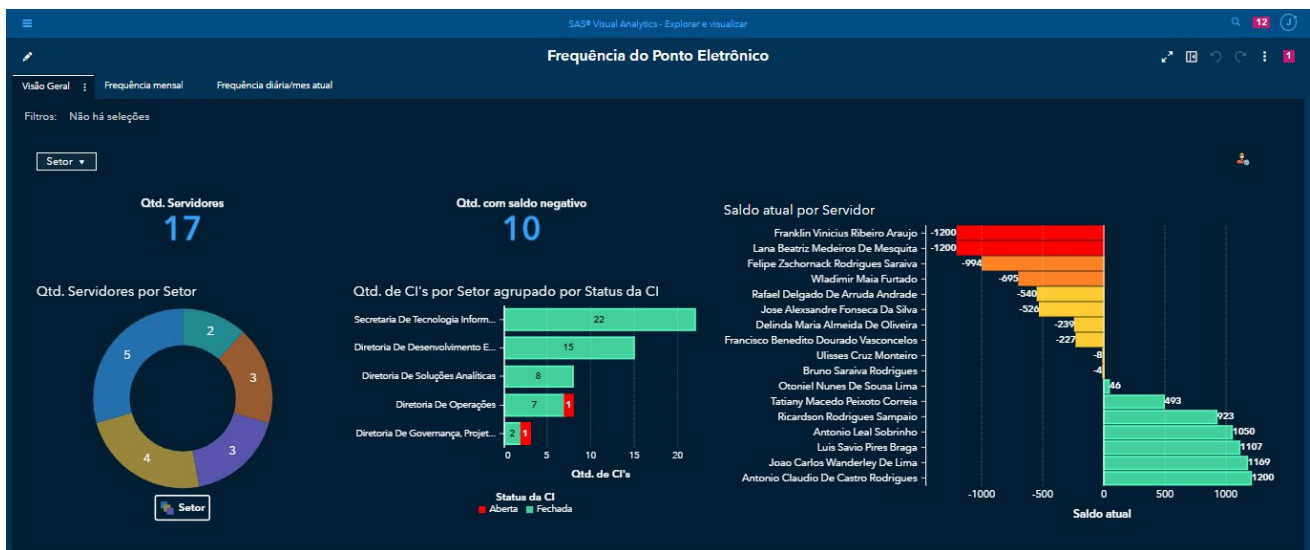 SAS® Visual Analytics - Explorar e visualizar
12
J
Frequência do Ponto Eletrônico
1
Visão Geral
Frequência mensal
Frequência diária/mes atual
Filtros: Não há seleções
Setor
Qtd. Servidores
17
Qtd. com saldo negativo
10
Qtd. Servidores por Setor
2
3
3
4
5
Setor
Qtd. de CI's por Setor agrupado por Status da CI
Secretaria De Tecnologia Inform... 22
Diretoria De Desenvolvimento E... 15
Diretoria De Soluções Analíticas 8
Diretoria De Operações 7 1
Diretoria De Governança, Projet... 2 1
0 5 10 15 20
Qtd. de CI's
Status da CI
Aberta Fechada
Saldo atual por Servidor
Franklin Vinicius Ribeiro Araujo -1200
Lana Beatriz Medeiros De Mesquita -1200
Felipe Zschornack Rodrigues Saraiva -994
Wladimir Maia Furtado -695
Rafael Delgado De Arruda Andrade -540
Jose Alexsandre Fonseca Da Silva -526
Delinda Maria Almeida De Oliveira -239
Francisco Benedito Dourado Vasconcelos -227
Ulisses Cruz Monteiro -8
Bruno Saraiva Rodrigues -4
Otoniel Nunes De Sousa Lima 46
Tatiany Macedo Peixoto Correia 493
Ricardson Rodrigues Sampaio 923
Antonio Leal Sobrinho 1050
Luis Savio Pires Braga 1107
Joao Carlos Wanderley De Lima 1169
Antonio Claudio De Castro Rodrigues 1200
-1000 -500 0 500 1000
Saldo atual